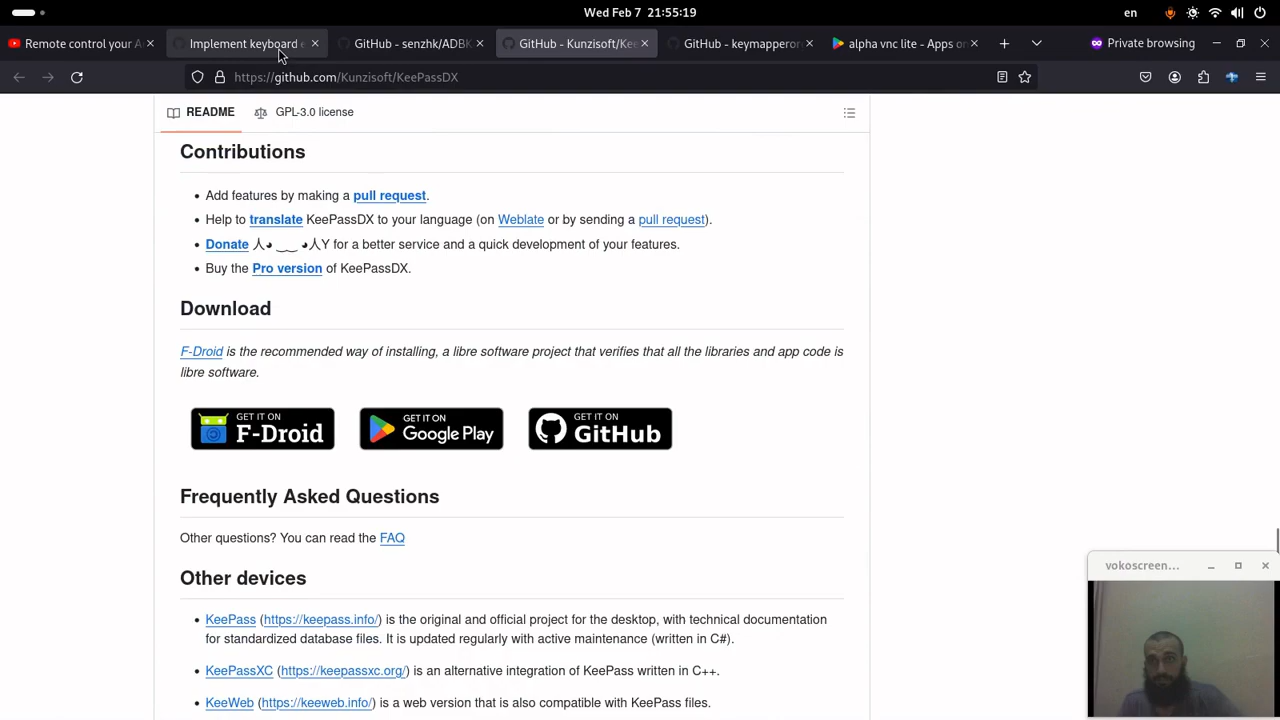 Wed Feb 7 21:55:19
en
Remote control your A
Implement keyboard e
GitHub - senzhk/ADBK
GitHub - Kunzisoft/Kee
GitHub - keymapperor
alpha vnc lite - Apps on
Private browsing
https://github.com/Kunzisoft/KeePassDX
README
GPL-3.0 license
Contributions
• Add features by making a pull request.
• Help to translate KeePassDX to your language (on Weblate or by sending a pull request).
• Donate 人◕ ‿‿ ◕人Y for a better service and a quick development of your features.
• Buy the Pro version of KeePassDX.
Download
F-Droid is the recommended way of installing, a libre software project that verifies that all the libraries and app code is
libre software.
GET IT ON
F-Droid
GET IT ON
Google Play
GET IT ON
GitHub
Frequently Asked Questions
Other questions? You can read the FAQ
Other devices
• KeePass (https://keepass.info/) is the original and official project for the desktop, with technical documentation
for standardized database files. It is updated regularly with active maintenance (written in C#).
• KeePassXC (https://keepassxc.org/) is an alternative integration of KeePass written in C++.
• KeeWeb (https://keeweb.info/) is a web version that is also compatible with KeePass files.
vokoscreen...